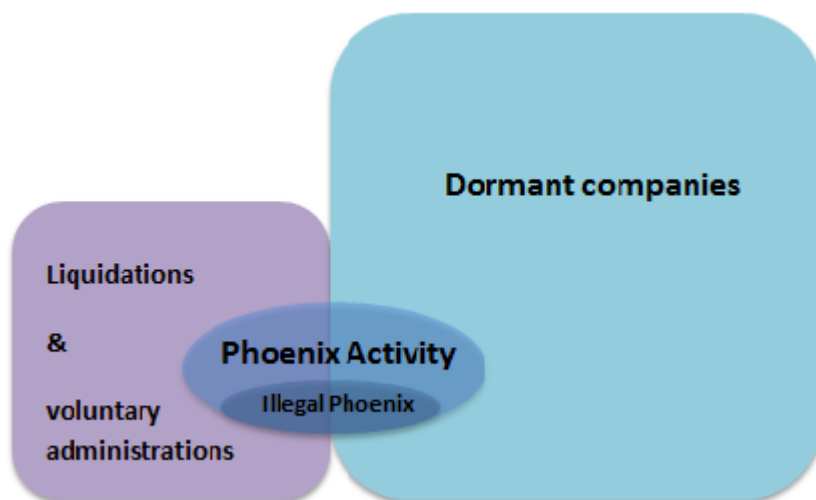 Dormant companies
Liquidations
&
voluntary
administrations
Phoenix Activity
Illegal Phoenix